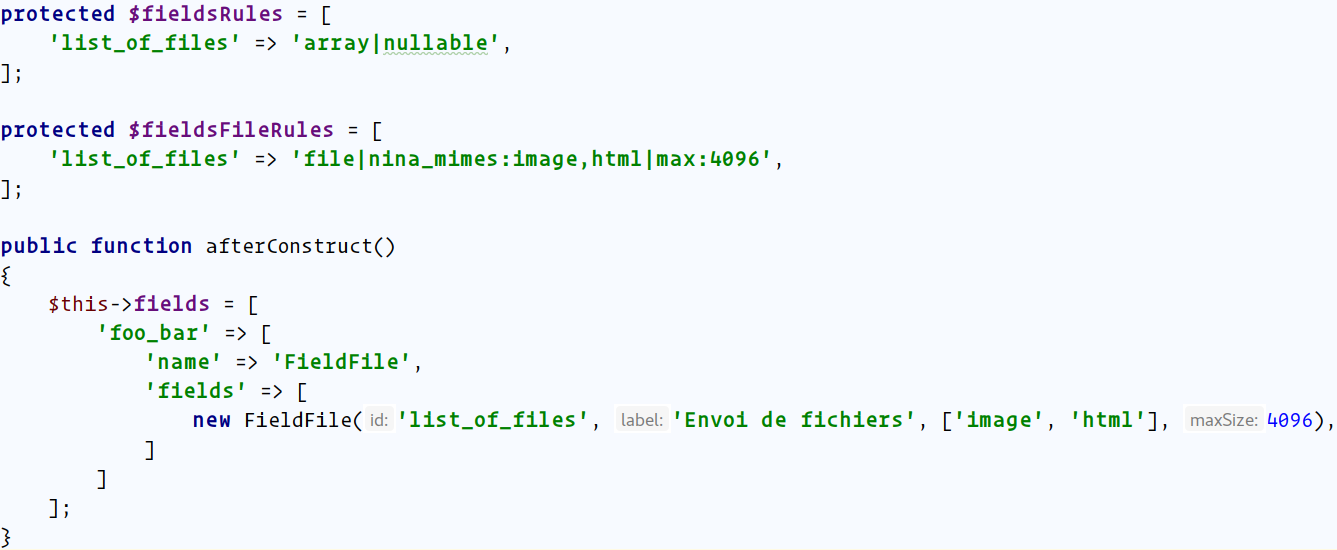 protected $fieldsRules = [
    'list_of_files' => 'array|nullable',
];

protected $fieldsFileRules = [
    'list_of_files' => 'file|nina_mimes:image,html|max:4096',
];

public function afterConstruct()
{
    $this->fields = [
        'foo_bar' => [
            'name' => 'FieldFile',
            'fields' => [
                new FieldFile( id: 'list_of_files', label: 'Envoi de fichiers', ['image', 'html'], maxSize: 4096),
            ]
        ]
    ];
}